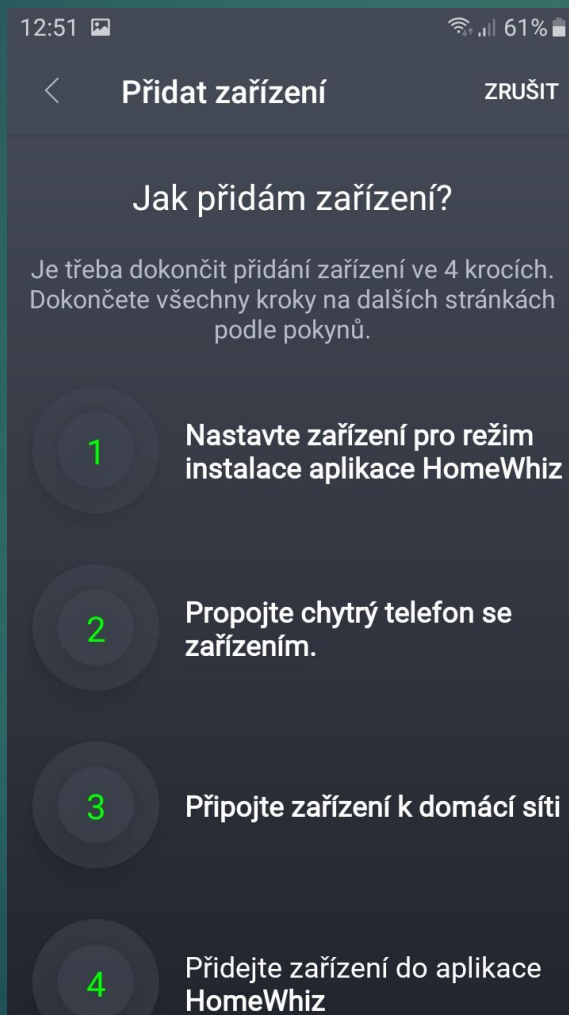 12:51 61%
Přidat zařízení ZRUŠIT
Jak přidám zařízení?
Je třeba dokončit přidání zařízení ve 4 krocích.
Dokončete všechny kroky na dalších stránkách
podle pokynů.
1 Nastavte zařízení pro režim
instalace aplikace HomeWhiz
2 Propojte chytrý telefon se
zařízením.
3 Připojte zařízení k domácí síti
4 Přidejte zařízení do aplikace
HomeWhiz